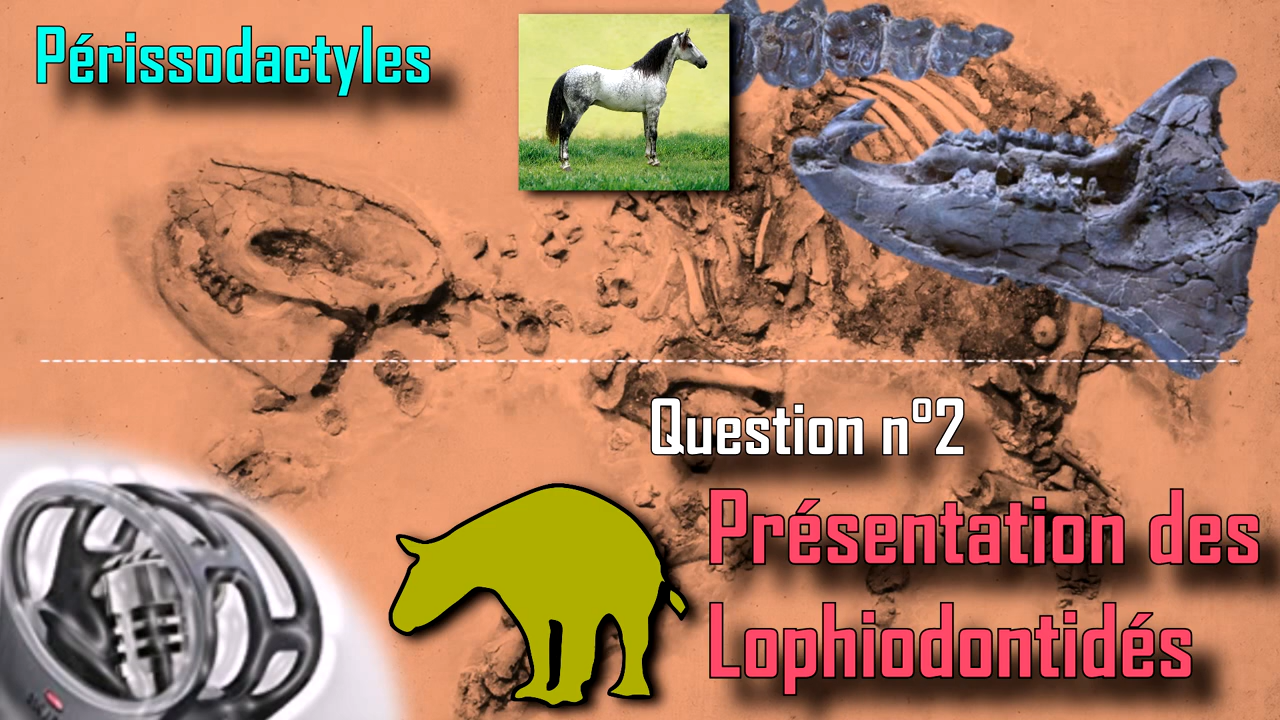 Périssodactyles
Question n°2
Présentation des
Lophiodontidés